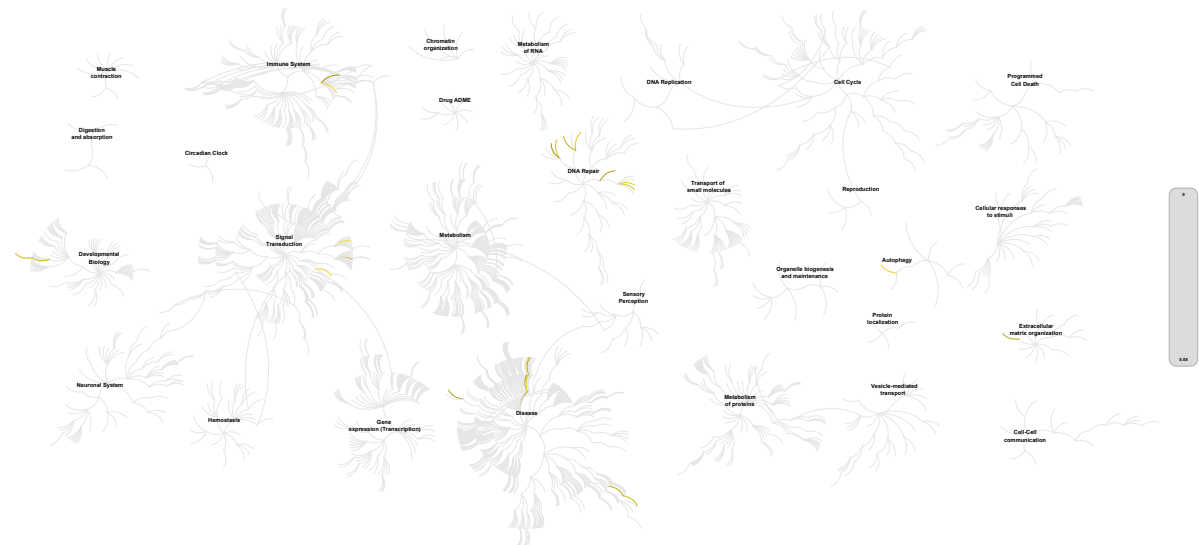 Chromatin
organization
Metabolism
of RNA
Immune System
Muscle
contraction
DNA Replication
Cell Cycle
Programmed
Cell Death
Drug ADME
Digestion
and absorption
Circadian Clock
DNA Repair
Transport of
small molecules
Reproduction
0
Cellular responses
to stimuli
Signal
Transduction
Metabolism
Developmental
Biology
Autophagy
Organelle biogenesis
and maintenance
Sensory
Perception
Protein
localization
Extracellular
matrix organization
0.05
Neuronal System
Vesicle-mediated
transport
Metabolism
of proteins
Disease
Hemostasis
Gene
expression (Transcription)
Cell-Cell
communication